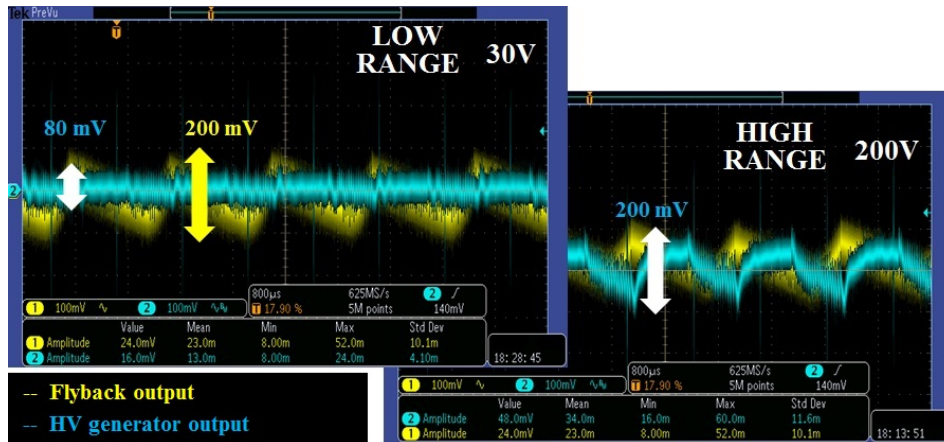 Tek PreVu
T
T
LOW
RANGE 30V
80 mV
200 mV
2
1 100mV 2 100mV
800µs 625MS/s 2
T 17.90 % 5M points 140mV
Value Mean Min Max Std Dev
1 Amplitude 24.0mV 23.0m 8.00m 52.0m 10.1m
2 Amplitude 16.0mV 13.0m 8.00m 24.0m 4.10m
18:28:45
T
HIGH
RANGE 200V
200 mV
1 100mV 2 100mV
800µs 625MS/s 2
T 17.90 % 5M points 140mV
Value Mean Min Max Std Dev
2 Amplitude 48.0mV 34.0m 16.0m 60.0m 11.6m
1 Amplitude 24.0mV 23.0m 8.00m 52.0m 10.1m
18:13:51
-- Flyback output
-- HV generator output